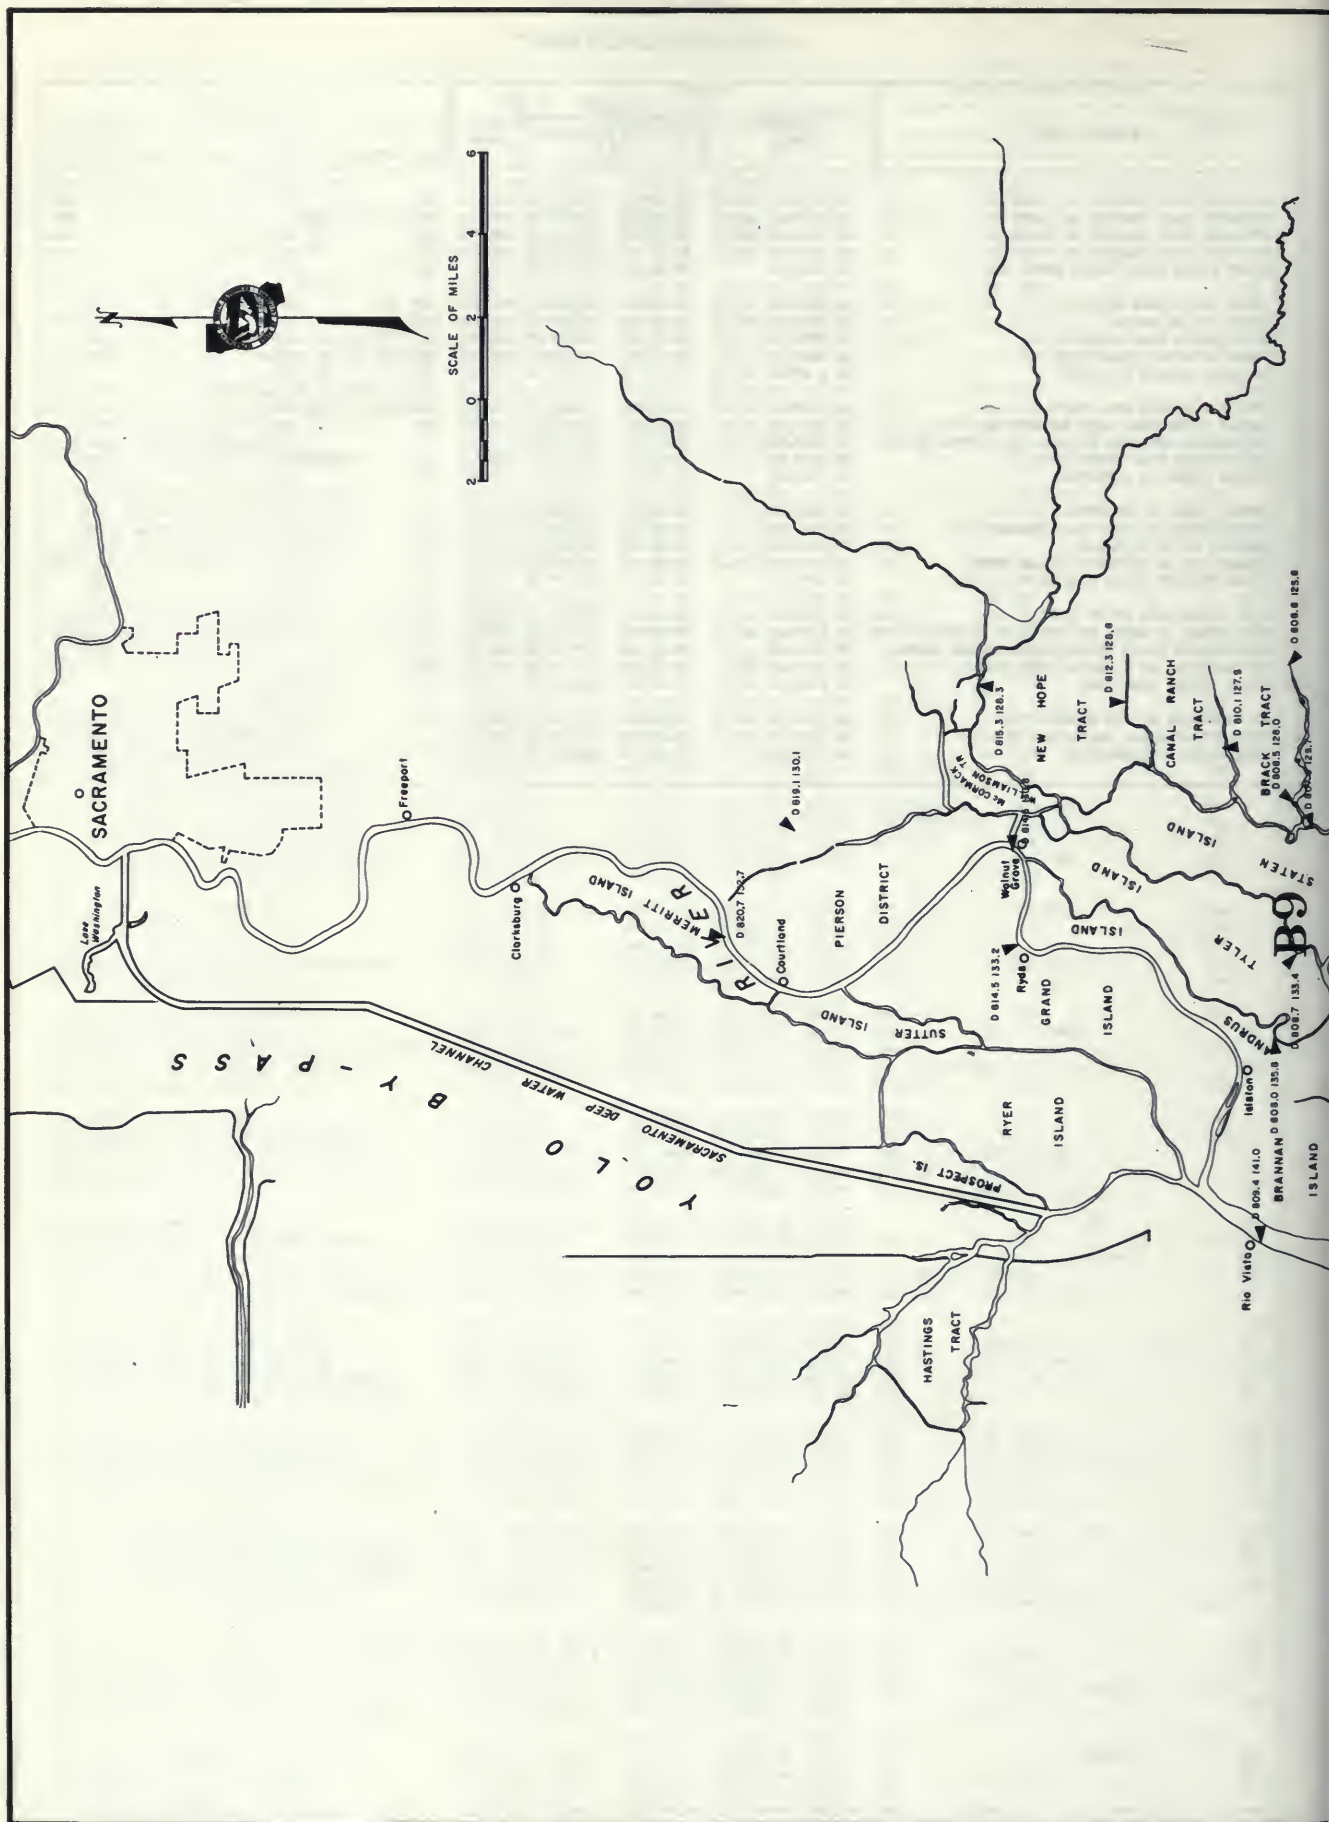 N
SCALE OF MILES
2 0 2 4 6
SACRAMENTO
Lake
Washington
Freeport
Clarksburg
YOLO BY-PASS
SACRAMENTO DEEP WATER CHANNEL
RIVER
MERRITT ISLAND
D 820.7 132.7
Courtland
D 819.1 130.1
PIERSON
DISTRICT
SUTTER ISLAND
McCORMACK
WILLIAMSON TR
D 815.3 128.3
NEW HOPE
TRACT
D 812.3 128.8
CANAL RANCH
TRACT
D 810.1 127.9
BRACK TRACT
D 808.5 128.0
D 808.8 125.8
Walnut
Grove
D 814.5 133.2
Ryde
GRAND
ISLAND
ISLAND
ISLAND
ISLAND
STATEN
TYLER
ANDRUS
B9
D 808.7 133.4
D 808.0 135.8
Isleton
RYER
ISLAND
PROSPECT IS.
HASTINGS
TRACT
D 809.4 141.0
Rio Vista
BRANNAN
ISLAND